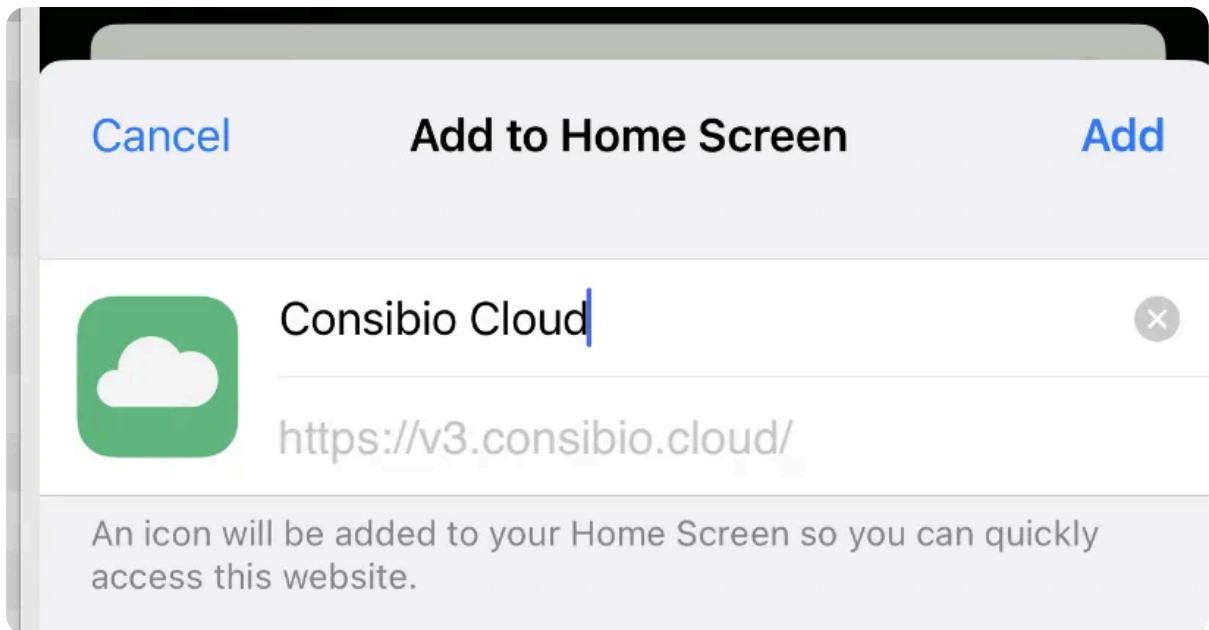 Cancel
Add to Home Screen
Add
Consibio Cloud
https://v3.consibio.cloud/
An icon will be added to your Home Screen so you can quickly
access this website.